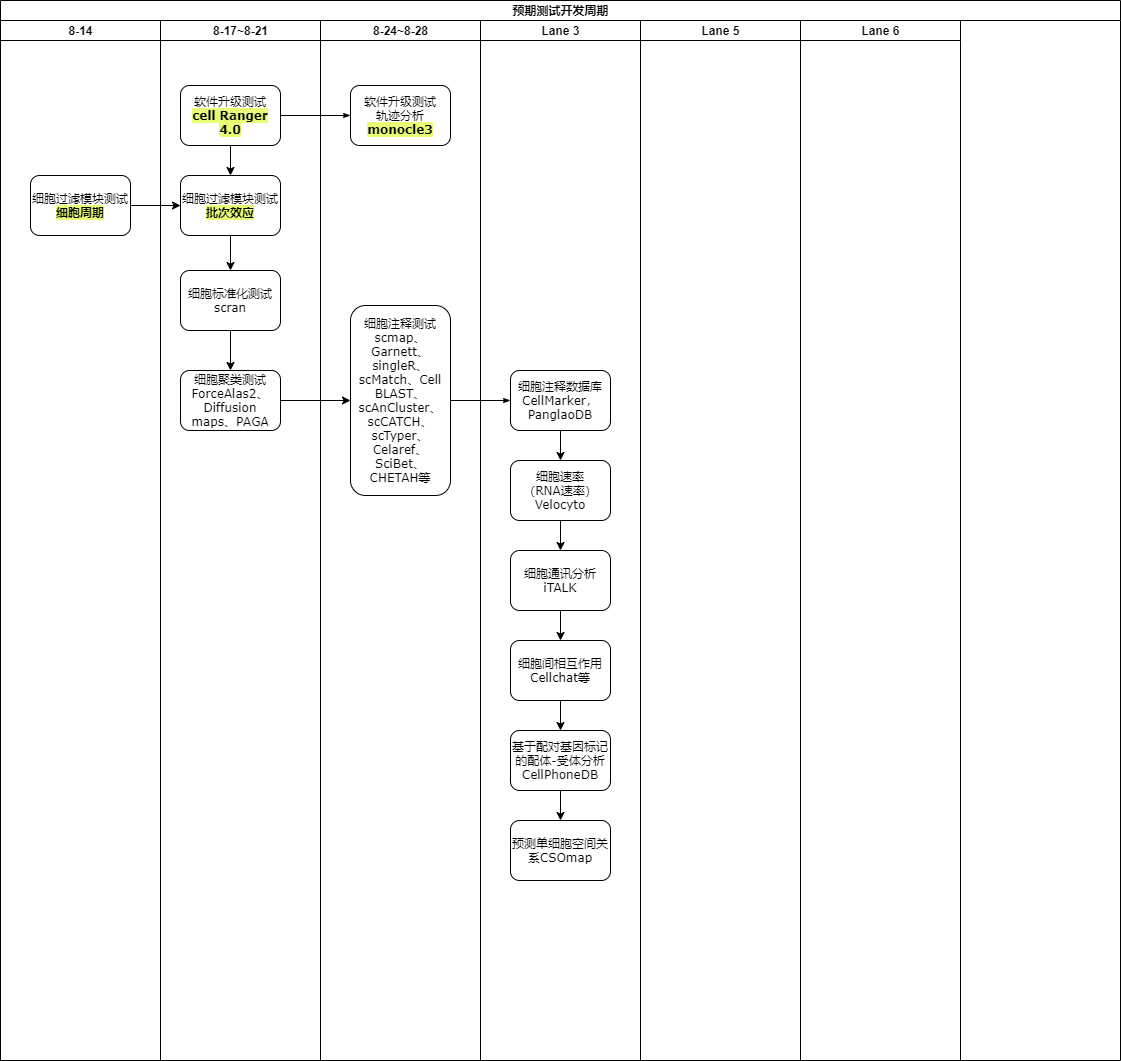 预期测试开发周期
8-14
8-17~8-21
8-24~8-28
Lane 3
Lane 5
Lane 6
细胞过滤模块测试
细胞周期
软件升级测试
cell Ranger
4.0
细胞过滤模块测试
批次效应
细胞标准化测试
scran
细胞聚类测试
ForceAlas2、
Diffusion
maps、PAGA
软件升级测试
轨迹分析
monocle3
细胞注释测试
scmap、
Garnett、
singleR、
scMatch、Cell
BLAST、
scAnCluster、
scCATCH、
scTyper、
Celaref、
SciBet、
CHETAH等
细胞注释数据库
CellMarker，
PanglaoDB
细胞速率
(RNA速率)
Velocyto
细胞通讯分析
iTALK
细胞间相互作用
Cellchat等
基于配对基因标记
的配体-受体分析
CellPhoneDB
预测单细胞空间关
系CSOmap